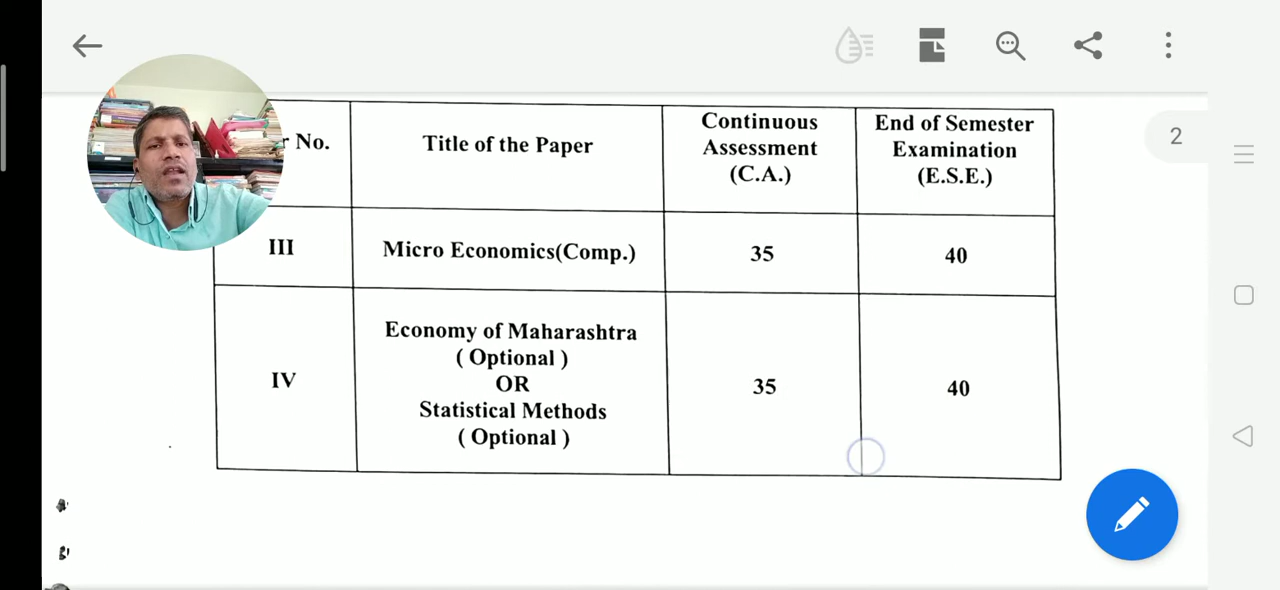 r No.
Title of the Paper
Continuous
Assessment
(C.A.)
End of Semester
Examination
(E.S.E.)
2
III
Micro Economics(Comp.)
35
40
IV
Economy of Maharashtra
( Optional )
OR
Statistical Methods
( Optional )
35
40